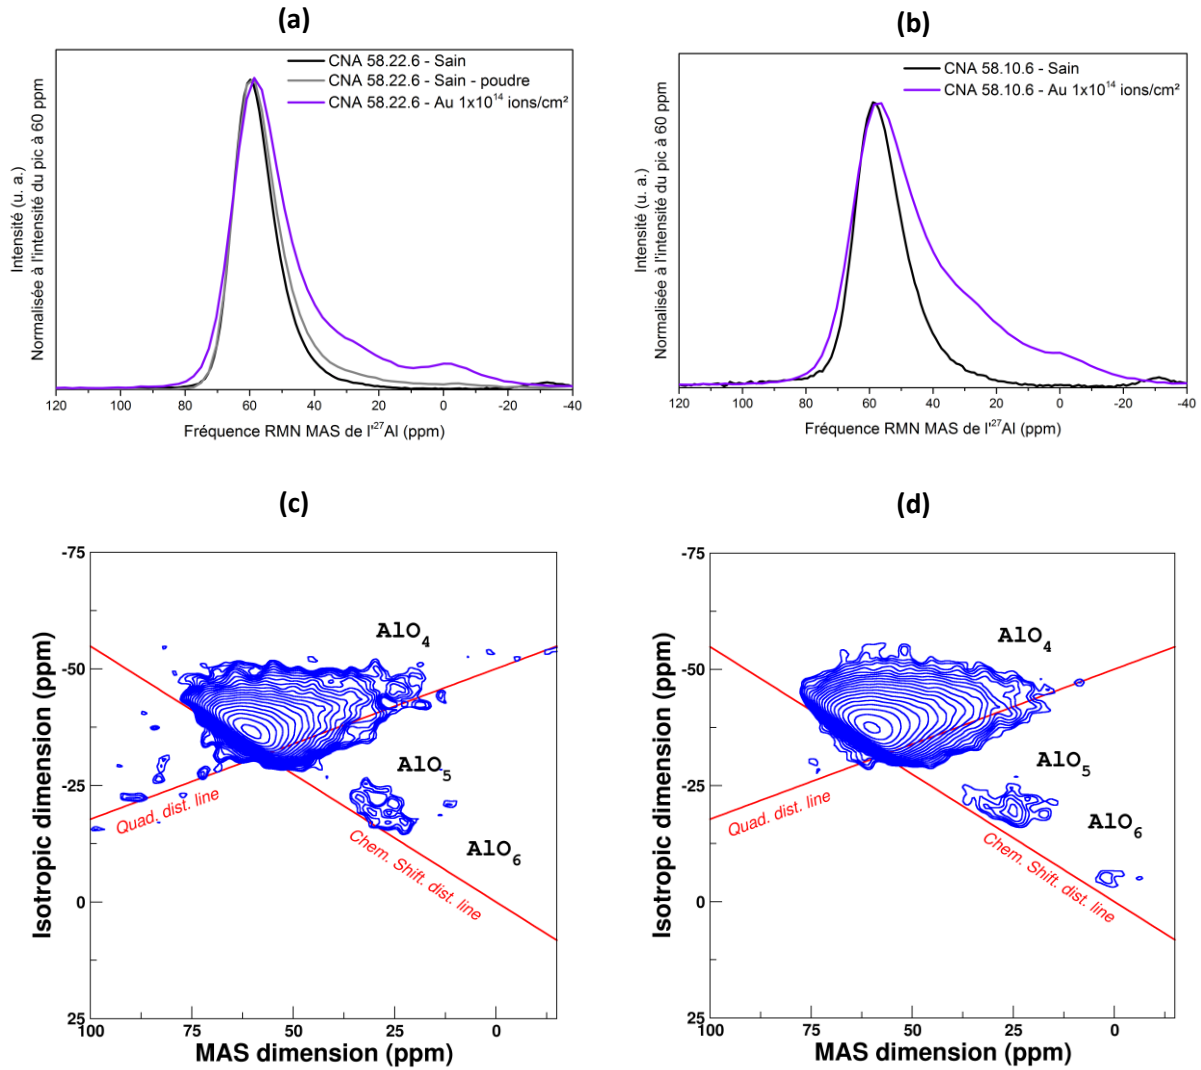 (a)
CNA 58.22.6 - Sain
CNA 58.22.6 - Sain - poudre
CNA 58.22.6 - Au 1x10¹⁴ ions/cm²
Intensité (u. a.)
Normalisée à l'intensité du pic à 60 ppm
120 100 80 60 40 20 0 -20 -40
Fréquence RMN MAS de l'²⁷Al (ppm)
(b)
CNA 58.10.6 - Sain
CNA 58.10.6 - Au 1x10¹⁴ ions/cm²
Intensité (u. a.)
Normalisée à l'intensité du pic à 60 ppm
120 100 80 60 40 20 0 -20 -40
Fréquence RMN MAS de l'²⁷Al (ppm)
(c)
-75
-50
-25
0
25
Isotropic dimension (ppm)
AlO₄
AlO₅
AlO₆
Quad. dist. line
Chem. Shift. dist. line
100 75 50 25 0
MAS dimension (ppm)
(d)
-75
-50
-25
0
25
Isotropic dimension (ppm)
AlO₄
AlO₅
AlO₆
Quad. dist. line
Chem. Shift. dist. line
100 75 50 25 0
MAS dimension (ppm)